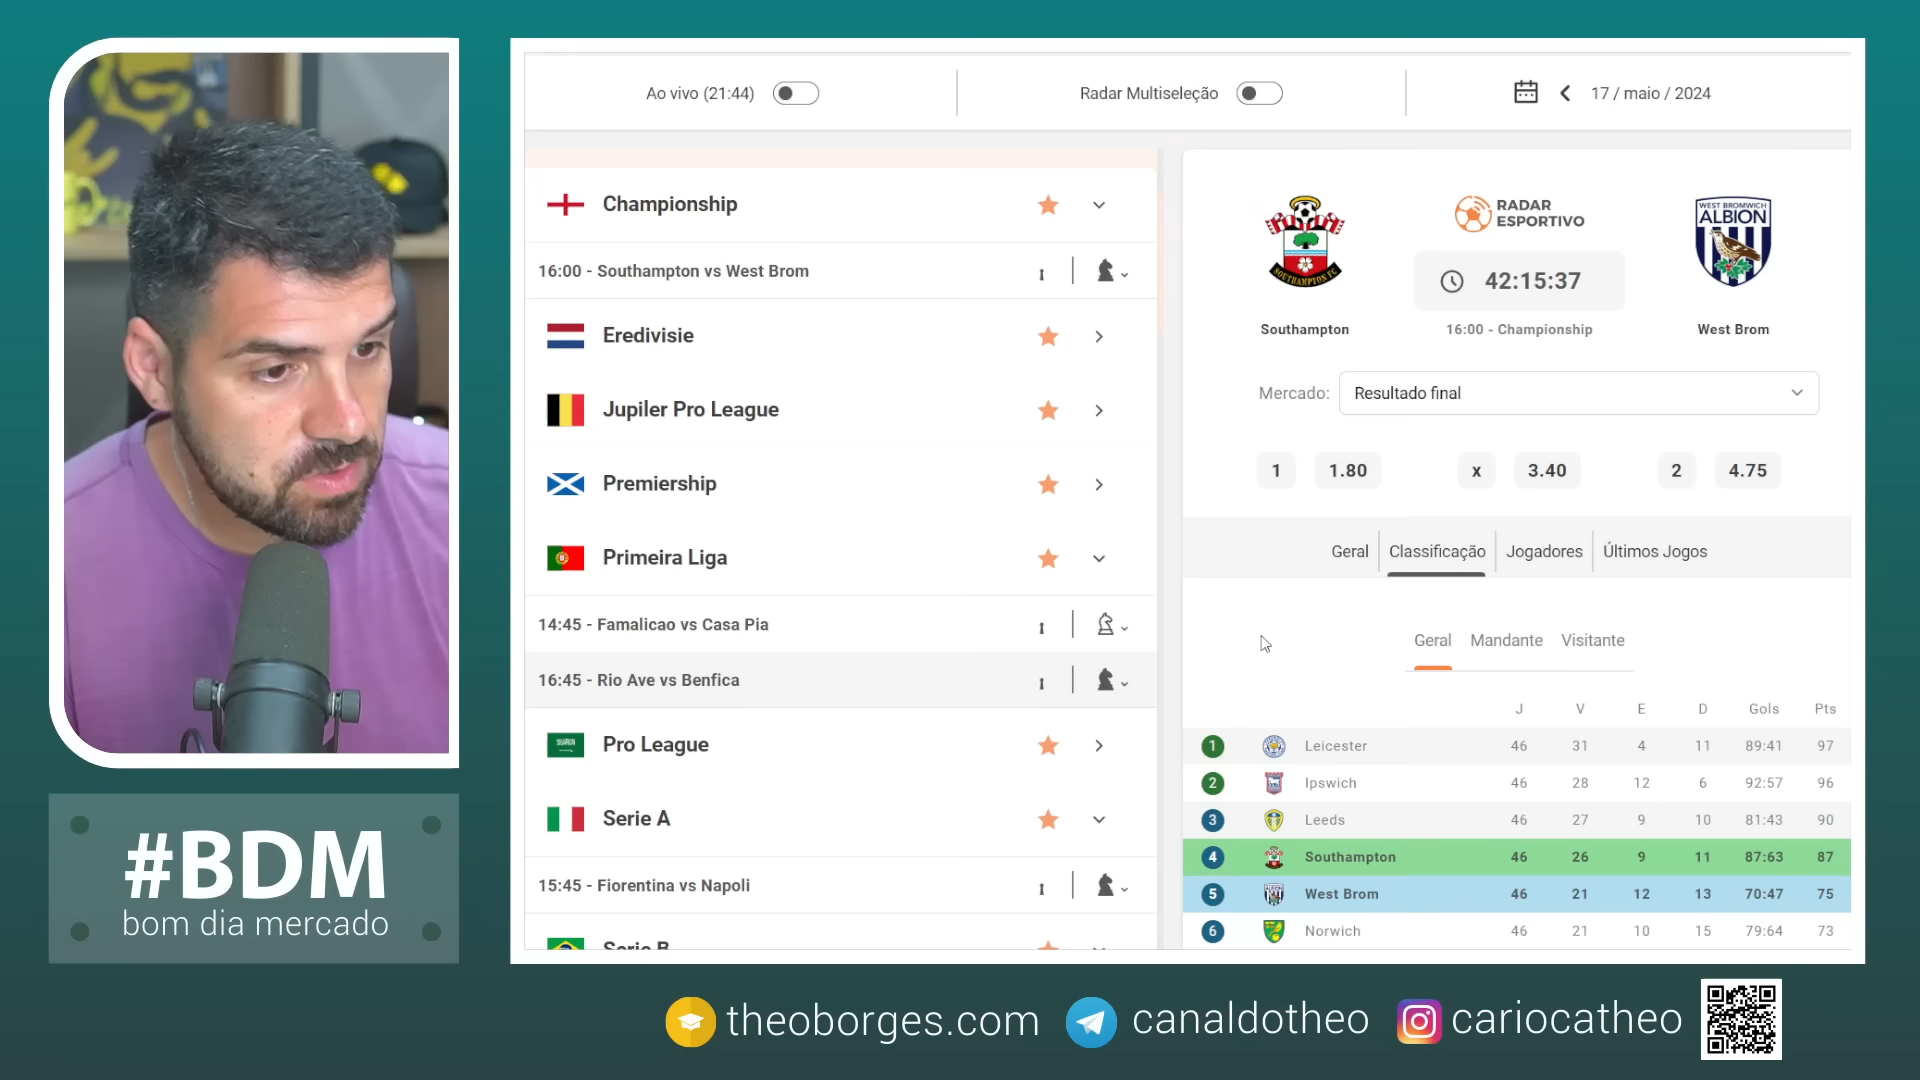 Ao vivo (21:44)
Radar Multiseleção
17 / maio / 2024
Championship
16:00 - Southampton vs West Brom
Eredivisie
Jupiler Pro League
Premiership
Primeira Liga
14:45 - Famalicao vs Casa Pia
16:45 - Rio Ave vs Benfica
Pro League
Serie A
15:45 - Fiorentina vs Napoli
Serie B
SOUTHAMPTON FC
RADAR
ESPORTIVO
WEST BROMWICH
ALBION
42:15:37
Southampton
16:00 - Championship
West Brom
Mercado:
Resultado final
1 1.80 x 3.40 2 4.75
Geral Classificação Jogadores Últimos Jogos
Geral Mandante Visitante
J V E D Gols Pts
1 Leicester 46 31 4 11 89:41 97
2 Ipswich 46 28 12 6 92:57 96
3 Leeds 46 27 9 10 81:43 90
4 Southampton 46 26 9 11 87:63 87
5 West Brom 46 21 12 13 70:47 75
6 Norwich 46 21 10 15 79:64 73
#BDM
bom dia mercado
theoborges.com
canaldotheo
cariocatheo